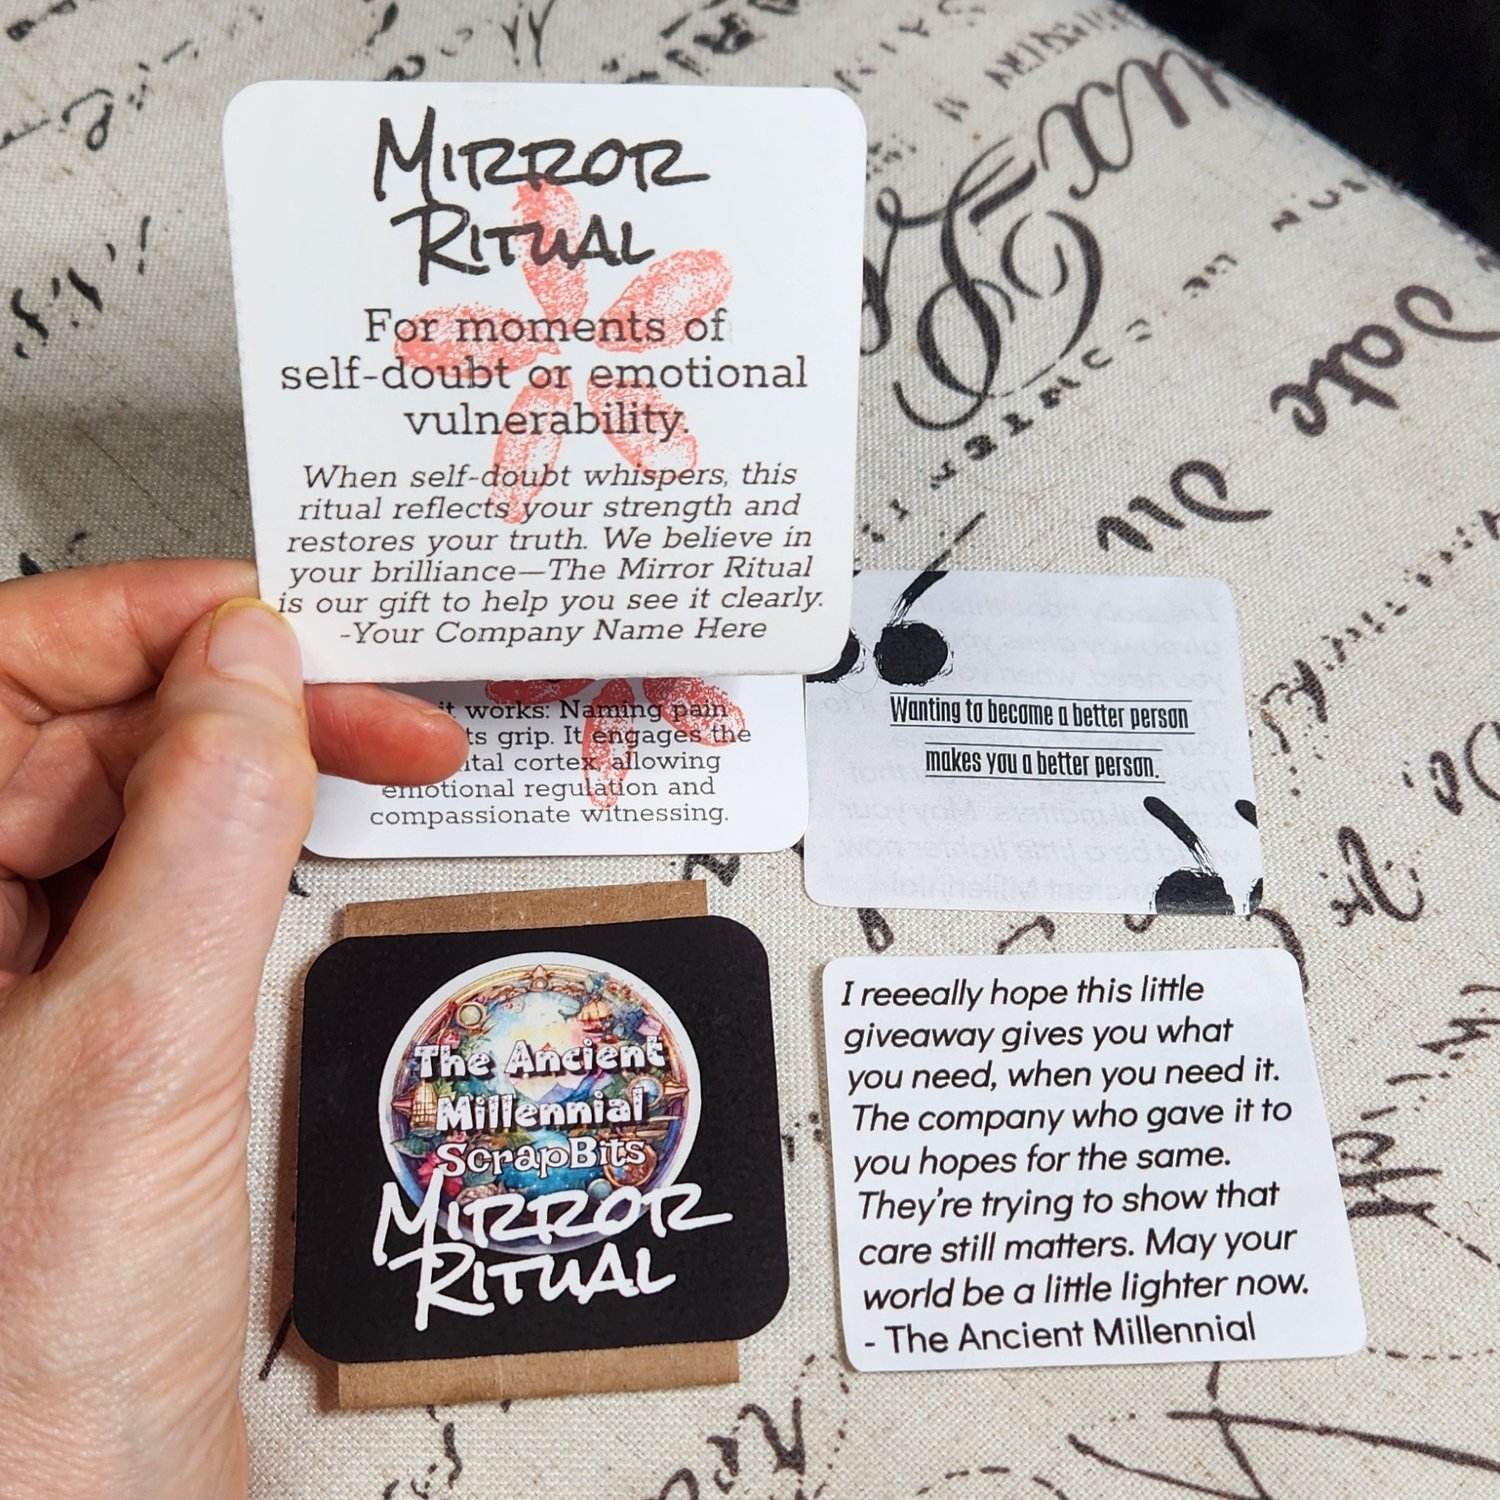 MIRROR
RITUAL
For moments of
self-doubt or emotional
vulnerability.
When self-doubt whispers, this
ritual reflects your strength and
restores your truth. We believe in
your brilliance—The Mirror Ritual
is our gift to help you see it clearly.
-Your Company Name Here
it works: Naming pain
its grip. It engages the
cortex, allowing
emotional regulation and
compassionate witnessing.
Wanting to become a better person
makes you a better person.
The Ancient
Millennial
ScrapBits
MIRROR
RITUAL
I reeeally hope this little
giveaway gives you what
you need, when you need it.
The company who gave it to
you hopes for the same.
They're trying to show that
care still matters. May your
world be a little lighter now.
- The Ancient Millennial
Date